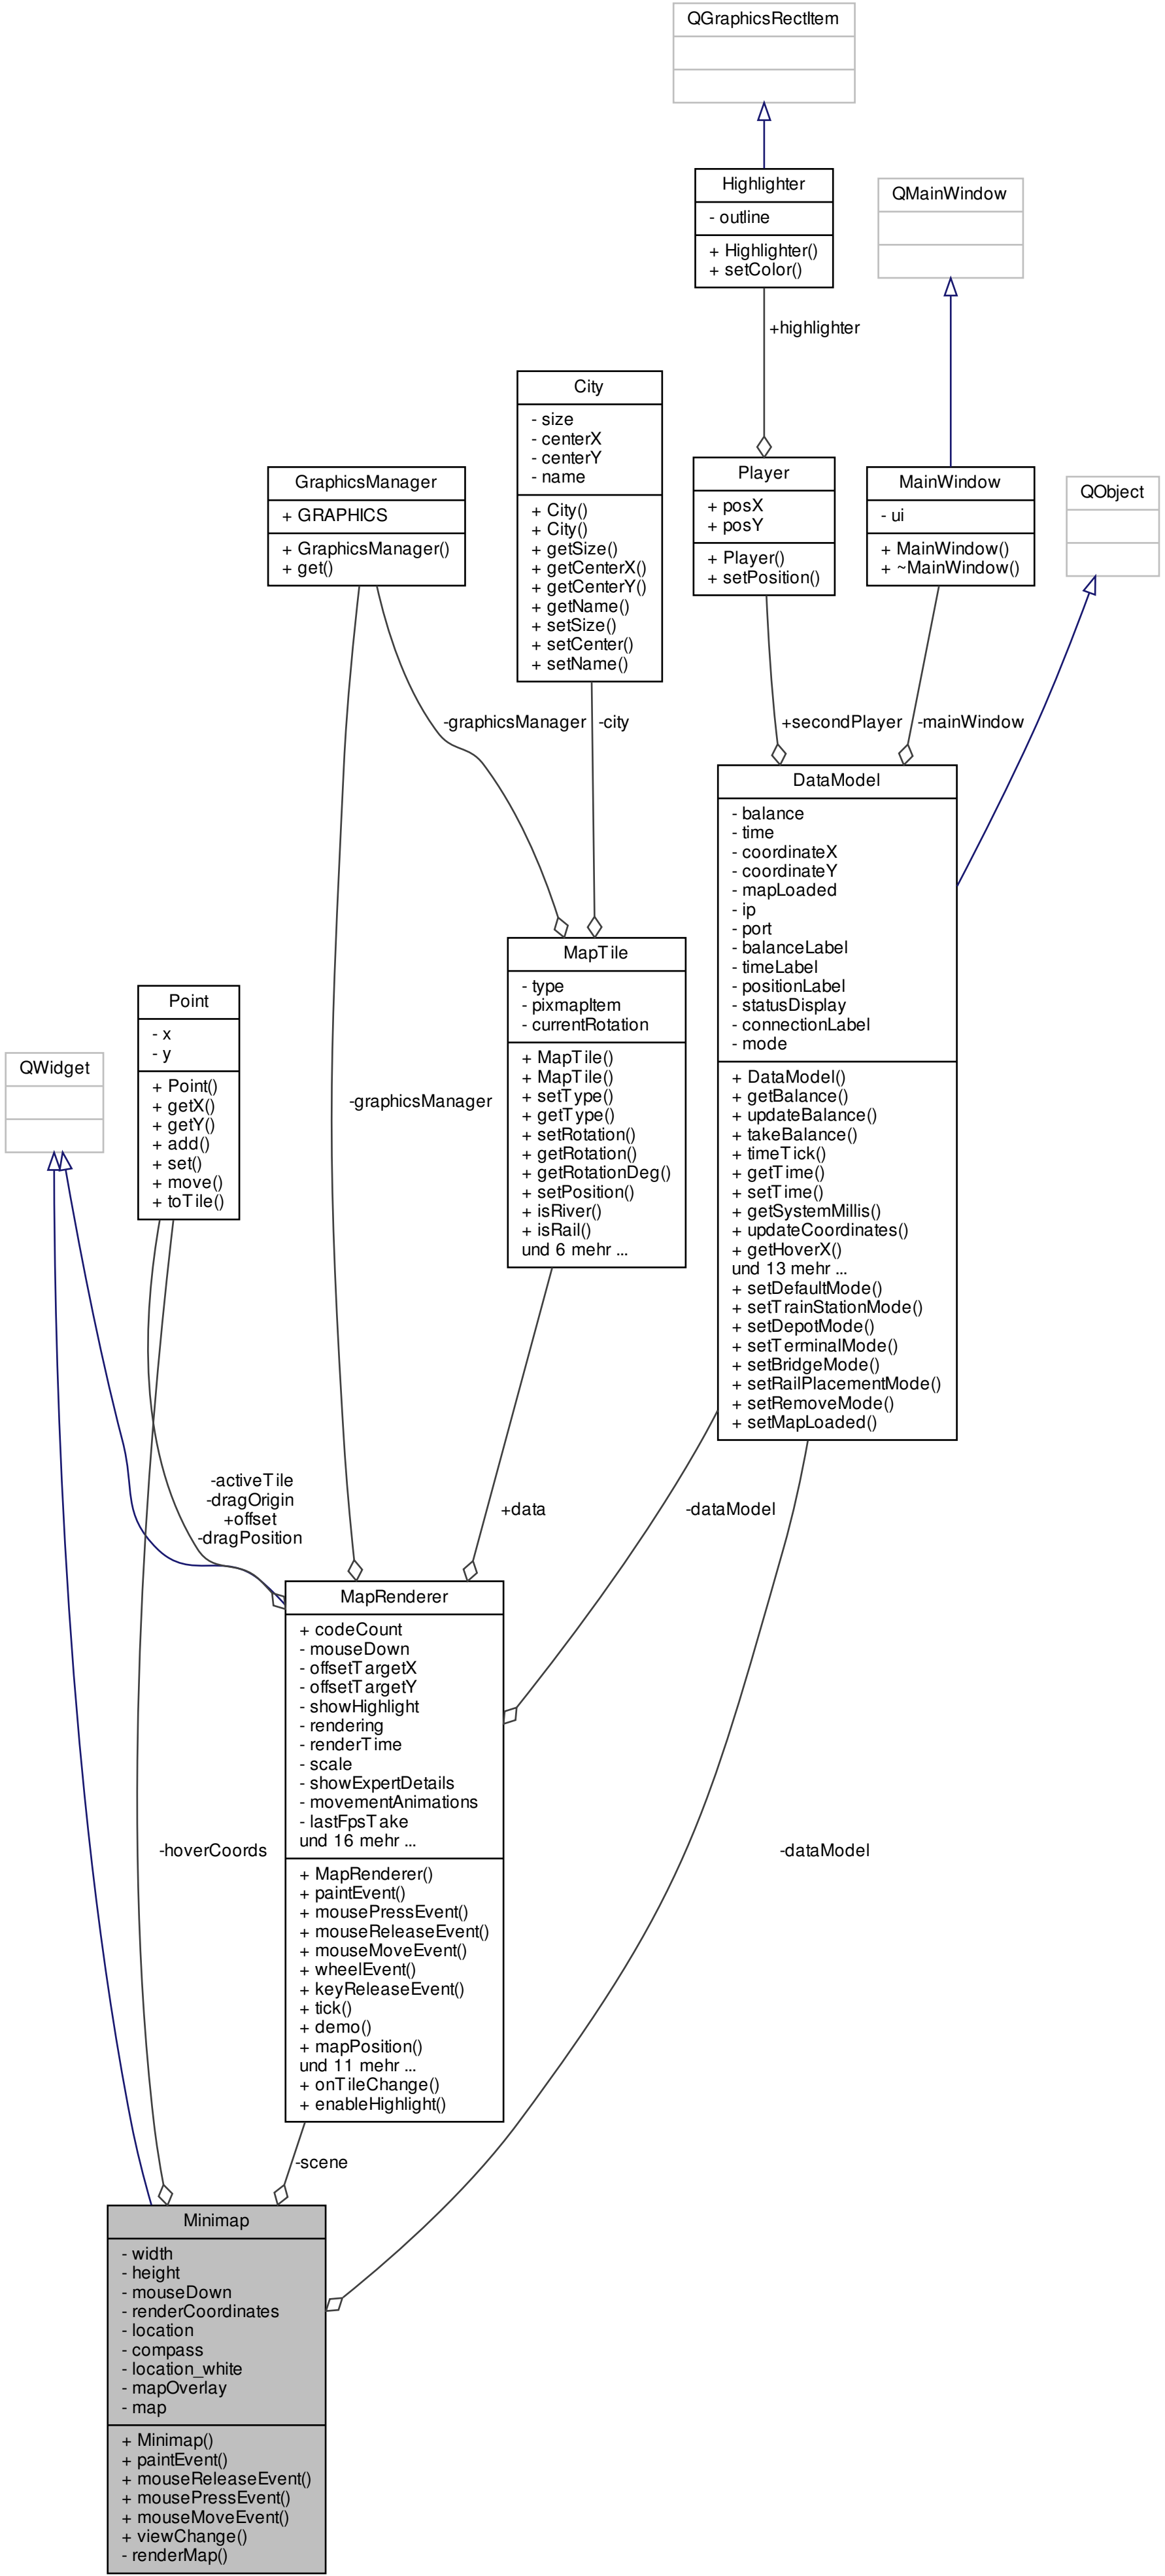 QGraphicsRectItem
Highlighter
- outline
+ Highlighter()
+ setColor()
QMainWindow
+highlighter
City
- size
- centerX
- centerY
- name
+ City()
+ City()
+ getSize()
+ getCenterX()
+ getCenterY()
+ getName()
+ setSize()
+ setCenter()
+ setName()
GraphicsManager
+ GRAPHICS
+ GraphicsManager()
+ get()
Player
+ posX
+ posY
+ Player()
+ setPosition()
MainWindow
- ui
+ MainWindow()
+ ~MainWindow()
QObject
-graphicsManager
-city
+secondPlayer
-mainWindow
DataModel
- balance
- time
- coordinateX
- coordinateY
- mapLoaded
- ip
- port
- balanceLabel
- timeLabel
- positionLabel
- statusDisplay
- connectionLabel
- mode
+ DataModel()
+ getBalance()
+ updateBalance()
+ takeBalance()
+ timeTick()
+ getTime()
+ setTime()
+ getSystemMillis()
+ updateCoordinates()
+ getHoverX()
und 13 mehr ...
+ setDefaultMode()
+ setTrainStationMode()
+ setDepotMode()
+ setTerminalMode()
+ setBridgeMode()
+ setRailPlacementMode()
+ setRemoveMode()
+ setMapLoaded()
MapTile
- type
- pixmapItem
- currentRotation
+ MapTile()
+ MapTile()
+ setType()
+ getType()
+ setRotation()
+ getRotation()
+ getRotationDeg()
+ setPosition()
+ isRiver()
+ isRail()
und 6 mehr ...
Point
- x
- y
+ Point()
+ getX()
+ getY()
+ add()
+ set()
+ move()
+ toTile()
QWidget
-graphicsManager
-activeTile
-dragOrigin
+offset
-dragPosition
+data
-dataModel
MapRenderer
+ codeCount
- mouseDown
- offsetTargetX
- offsetTargetY
- showHighlight
- rendering
- renderTime
- scale
- showExpertDetails
- movementAnimations
- lastFpsTake
und 16 mehr ...
+ MapRenderer()
+ paintEvent()
+ mousePressEvent()
+ mouseReleaseEvent()
+ mouseMoveEvent()
+ wheelEvent()
+ keyReleaseEvent()
+ tick()
+ demo()
+ mapPosition()
und 11 mehr ...
+ onTileChange()
+ enableHighlight()
-hoverCoords
-dataModel
-scene
Minimap
- width
- height
- mouseDown
- renderCoordinates
- location
- compass
- location_white
- mapOverlay
- map
+ Minimap()
+ paintEvent()
+ mouseReleaseEvent()
+ mousePressEvent()
+ mouseMoveEvent()
+ viewChange()
- renderMap()